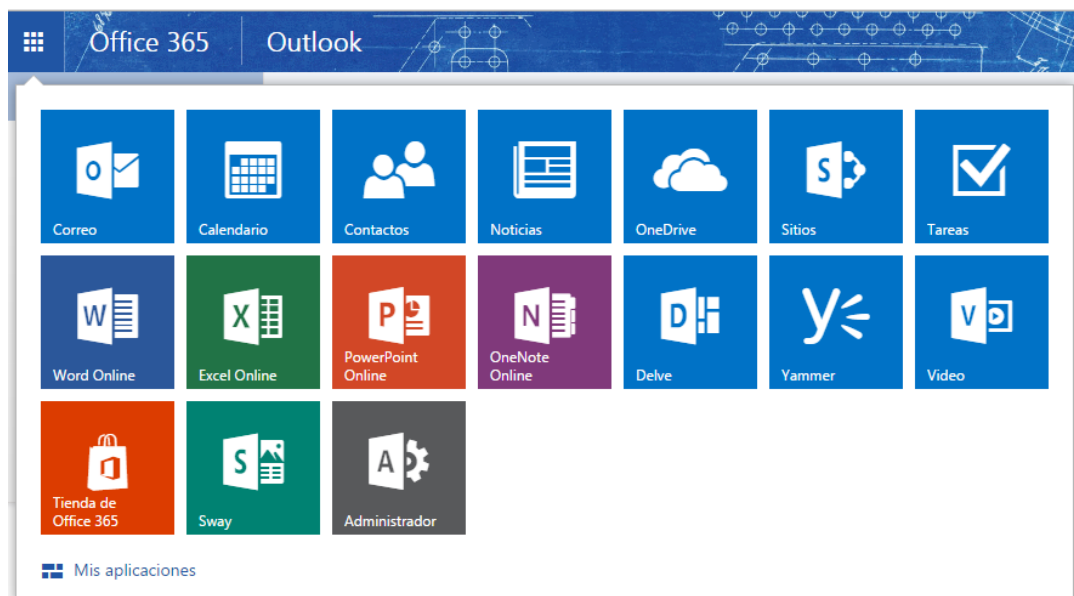 Office 365 Outlook
Correo
Calendario
Contactos
Noticias
OneDrive
Sitios
Tareas
Word Online
Excel Online
PowerPoint
Online
OneNote
Online
Delve
Yammer
Video
Tienda de
Office 365
Sway
Administrador
Mis aplicaciones